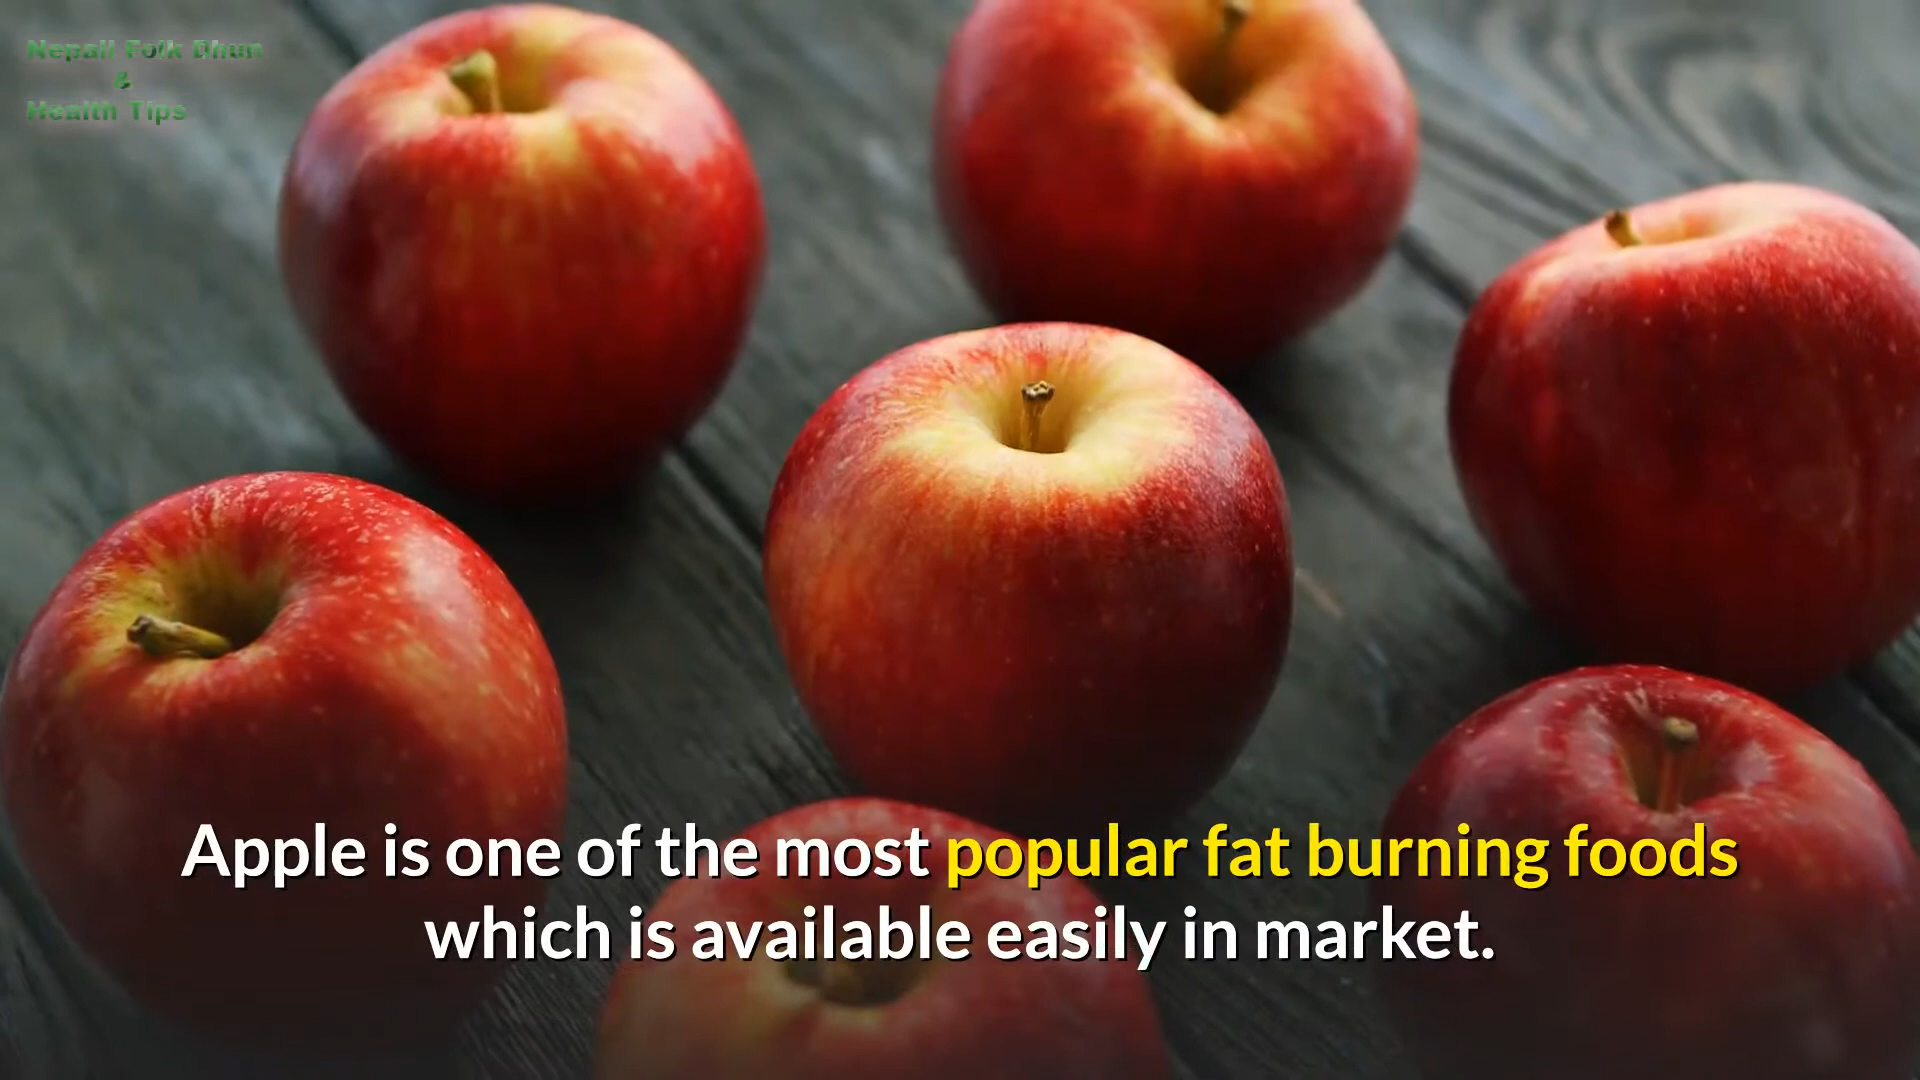 Nepali Folk Dhun
&
Health Tips
Apple is one of the most popular fat burning foods
which is available easily in market.